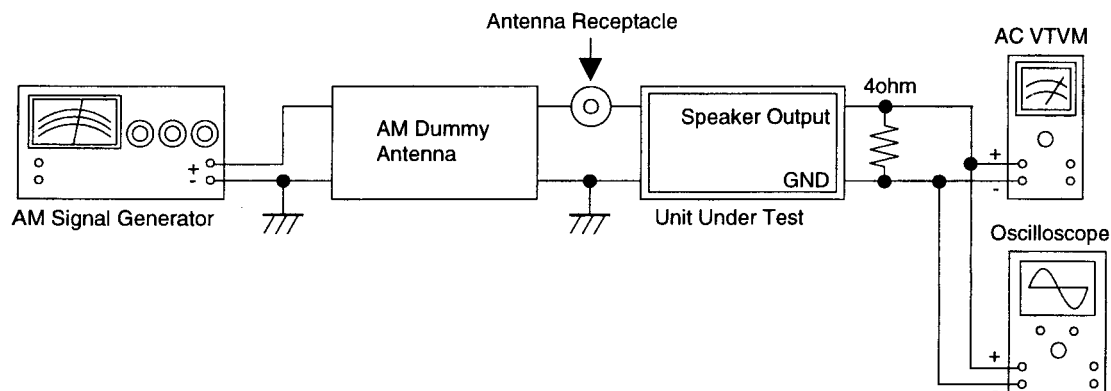 Antenna Receptacle
AC VTVM
4ohm
AM Dummy
Antenna
Speaker Output
GND
+
-
+
-
AM Signal Generator
Unit Under Test
Oscilloscope
+